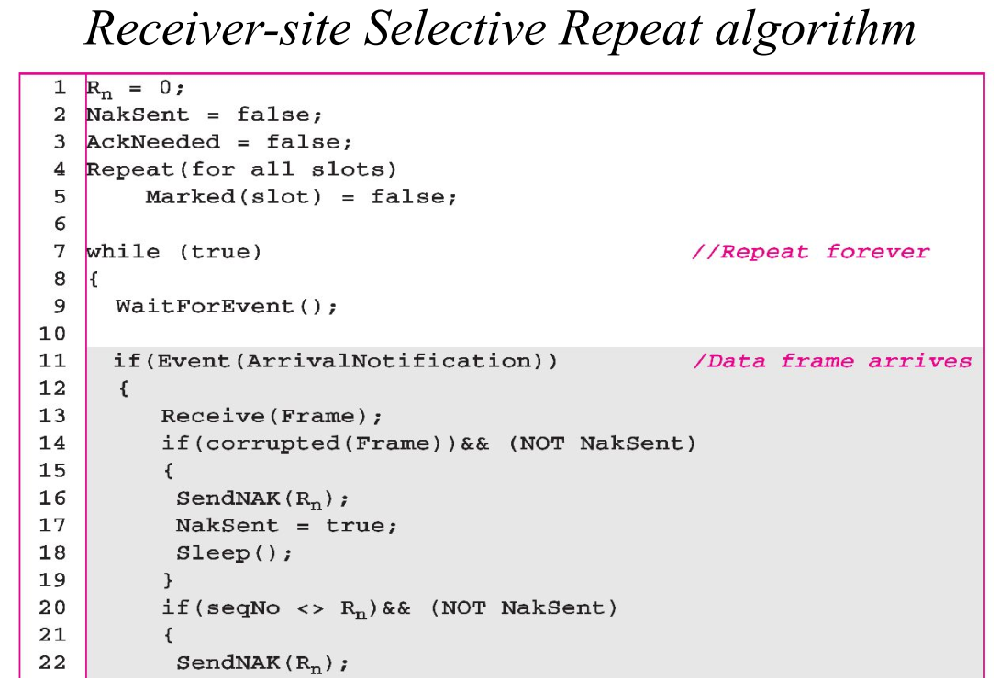 Receiver-site Selective Repeat algorithm
1 Rn = 0;
2 NakSent = false;
3 AckNeeded = false;
4 Repeat(for all slots)
5 Marked(slot) = false;
6
7 while (true) //Repeat forever
8 {
9 WaitForEvent();
10
11 if(Event(ArrivalNotification)) /Data frame arrives
12 {
13 Receive(Frame);
14 if(corrupted(Frame))&& (NOT NakSent)
15 {
16 SendNAK(Rn);
17 NakSent = true;
18 Sleep();
19 }
20 if(seqNo <> Rn)&& (NOT NakSent)
21 {
22 SendNAK(Rn);